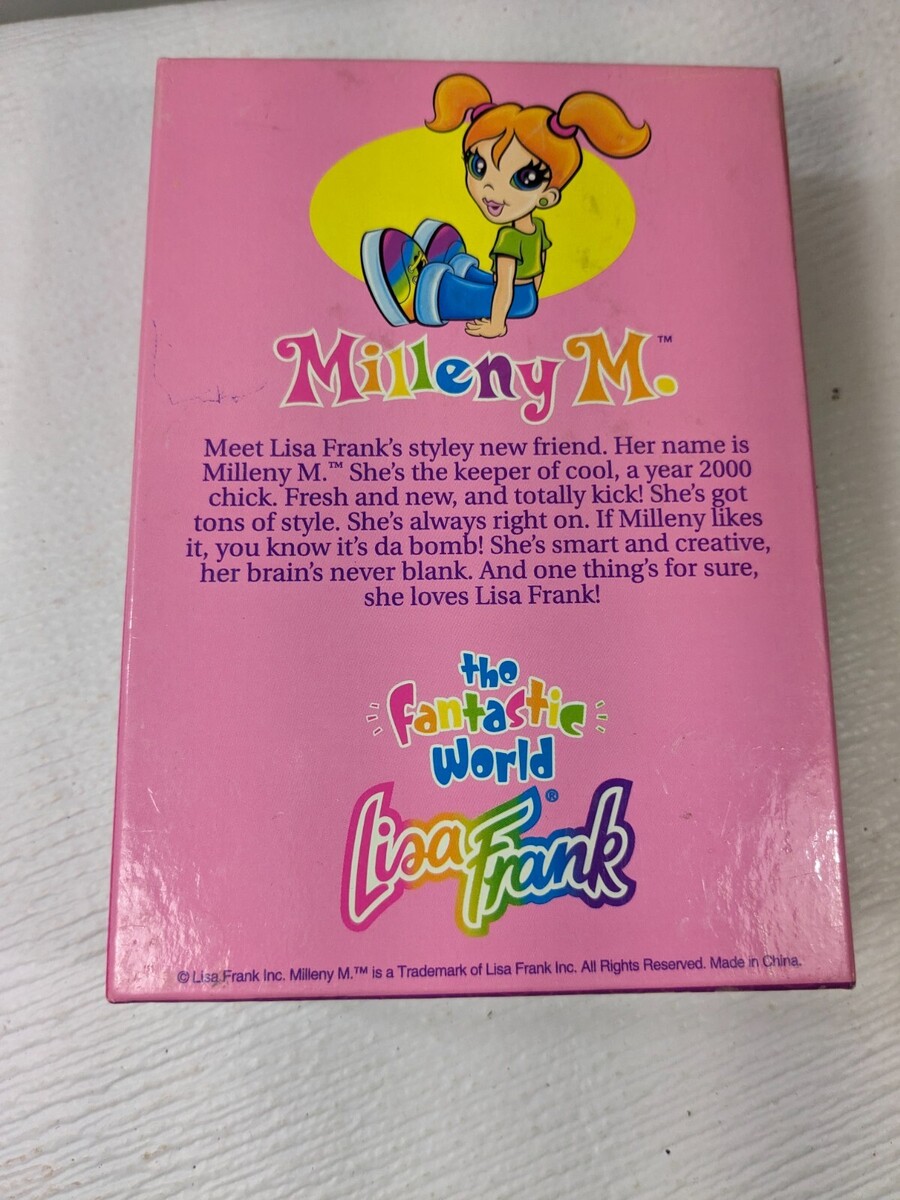 Milleny M.™
Meet Lisa Frank's styley new friend. Her name is
Milleny M.™ She's the keeper of cool, a year 2000
chick. Fresh and new, and totally kick! She's got
tons of style. She's always right on. If Milleny likes
it, you know it's da bomb! She's smart and creative,
her brain's never blank. And one thing's for sure,
she loves Lisa Frank!
the
fantastic
world
Lisa Frank®
© Lisa Frank Inc. Milleny M.™ is a Trademark of Lisa Frank Inc. All Rights Reserved. Made in China.